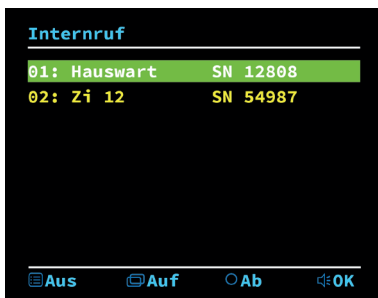 Internruf
01: Hauswart SN 12808
02: Zi 12 SN 54987
Aus Auf Ab OK